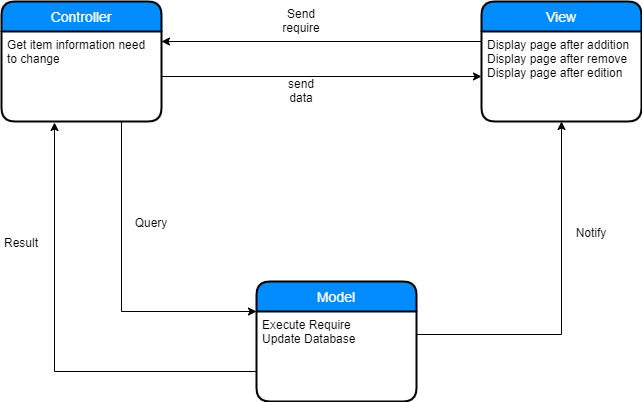 Controller
Get item information need
to change
Send
require
send
data
View
Display page after addition
Display page after remove
Display page after edition
Result
Query
Notify
Model
Execute Require
Update Database